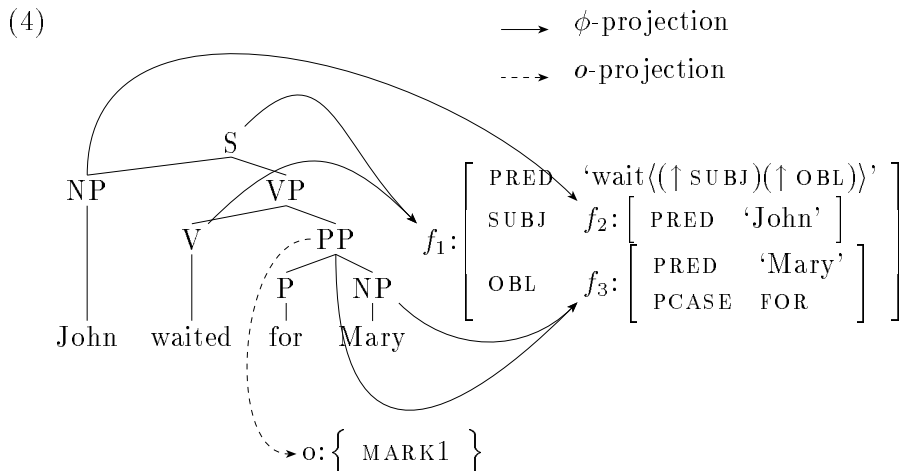 (4)
ϕ-projection
o-projection
S
NP VP
V PP
P NP
John waited for Mary
f₁: [ PRED ‘wait⟨(↑ SUBJ)(↑ OBL)⟩’
SUBJ f₂: [ PRED ‘John’ ]
OBL f₃: [ PRED ‘Mary’
PCASE FOR ] ]
o: { MARK1 }